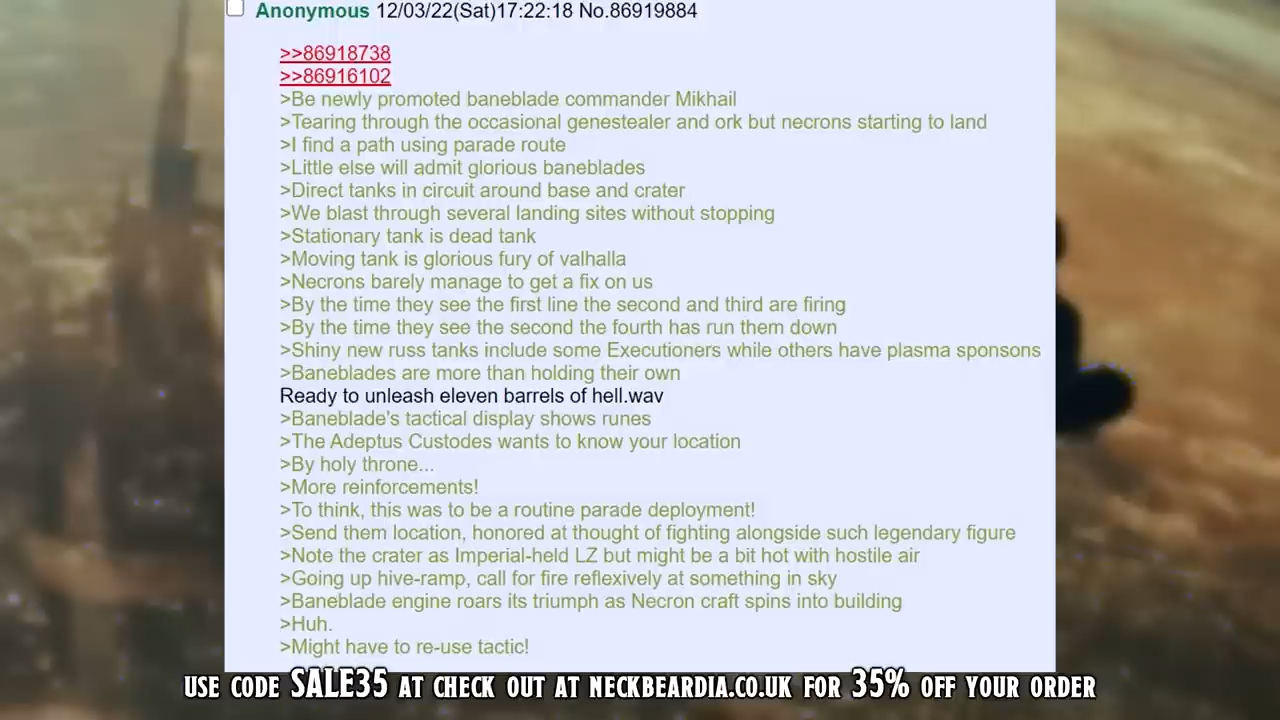 Anonymous 12/03/22(Sat)17:22:18 No.86919884
>>86918738
>>86916102
>Be newly promoted baneblade commander Mikhail
>Tearing through the occasional genestealer and ork but necrons starting to land
>I find a path using parade route
>Little else will admit glorious baneblades
>Direct tanks in circuit around base and crater
>We blast through several landing sites without stopping
>Stationary tank is dead tank
>Moving tank is glorious fury of valhalla
>Necrons barely manage to get a fix on us
>By the time they see the first line the second and third are firing
>By the time they see the second the fourth has run them down
>Shiny new russ tanks include some Executioners while others have plasma sponsons
>Baneblades are more than holding their own
Ready to unleash eleven barrels of hell.wav
>Baneblade's tactical display shows runes
>The Adeptus Custodes wants to know your location
>By holy throne...
>More reinforcements!
>To think, this was to be a routine parade deployment!
>Send them location, honored at thought of fighting alongside such legendary figure
>Note the crater as Imperial-held LZ but might be a bit hot with hostile air
>Going up hive-ramp, call for fire reflexively at something in sky
>Baneblade engine roars its triumph as Necron craft spins into building
>Huh.
>Might have to re-use tactic!
USE CODE SALE35 AT CHECK OUT AT NECKBEARDIA.CO.UK FOR 35% OFF YOUR ORDER